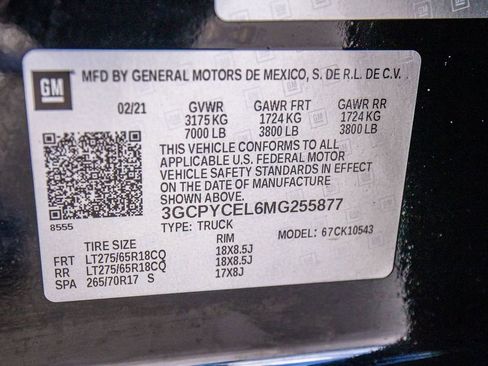 GM
MFD BY GENERAL MOTORS DE MEXICO, S. DE R.L. DE C.V.
02/21 GVWR GAWR FRT GAWR RR
3175 KG 1724 KG 1724 KG
7000 LB 3800 LB 3800 LB
THIS VEHICLE CONFORMS TO ALL
APPLICABLE U.S. FEDERAL MOTOR
VEHICLE SAFETY STANDARDS IN EFFECT
ON THE DATE OF MANUFACTURE
SHOWN ABOVE.
3GCPYCEL6MG255877
8555
TYPE: TRUCK MODEL: 67CK10543
TIRE SIZE RIM
FRT LT275/65R18CQ 18X8.5J
RR LT275/65R18CQ 18X8.5J
SPA 265/70R17 S 17X8J